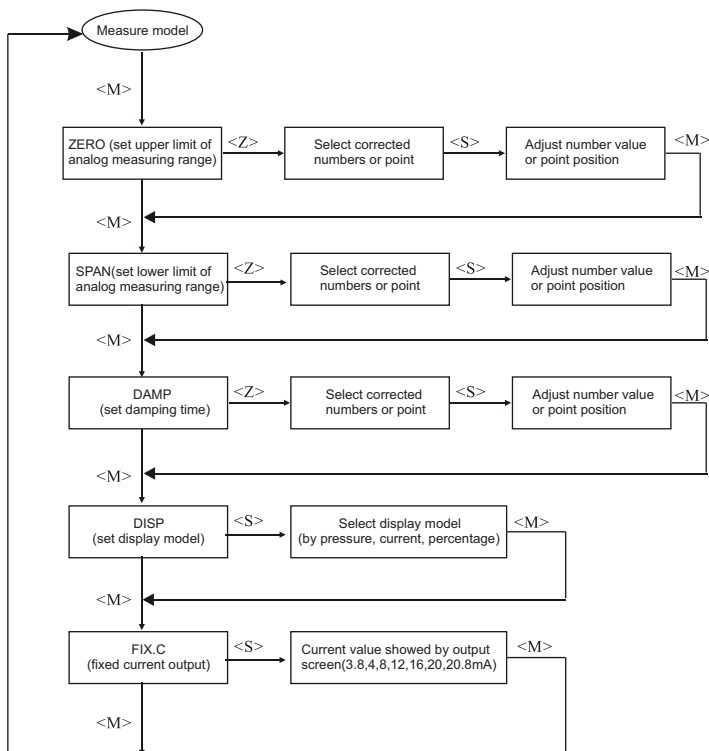 Measure model
<M>
ZERO (set upper limit of
analog measuring range)
<Z>
Select corrected
numbers or point
<S>
Adjust number value
or point position
<M>
<M>
SPAN(set lower limit of
analog measuring range)
<Z>
Select corrected
numbers or point
<S>
Adjust number value
or point position
<M>
<M>
DAMP
(set damping time)
<Z>
Select corrected
numbers or point
<S>
Adjust number value
or point position
<M>
<M>
DISP
(set display model)
<S>
Select display model
(by pressure, current, percentage)
<M>
<M>
FIX.C
(fixed current output)
<S>
Current value showed by output
screen(3.8,4,8,12,16,20,20.8mA)
<M>
<M>